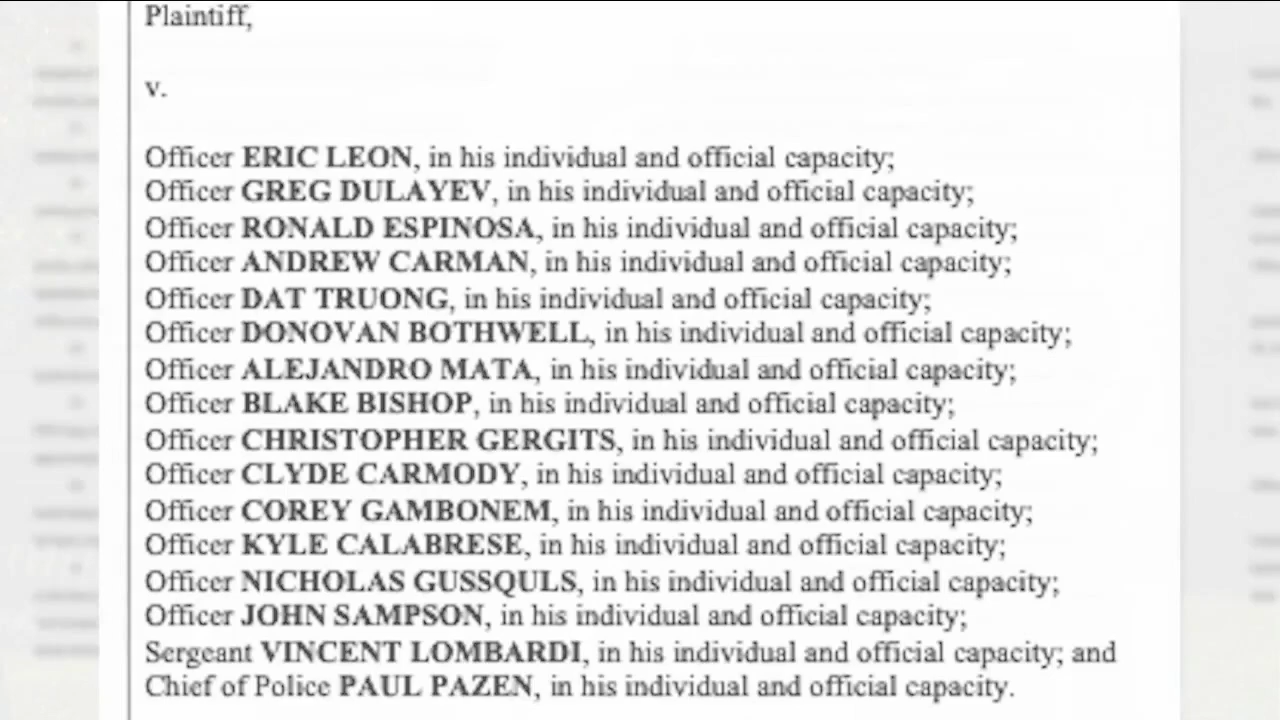 Plaintiff,
v.
Officer ERIC LEON, in his individual and official capacity;
Officer GREG DULAYEV, in his individual and official capacity;
Officer RONALD ESPINOSA, in his individual and official capacity;
Officer ANDREW CARMAN, in his individual and official capacity;
Officer DAT TRUONG, in his individual and official capacity;
Officer DONOVAN BOTHWELL, in his individual and official capacity;
Officer ALEJANDRO MATA, in his individual and official capacity;
Officer BLAKE BISHOP, in his individual and official capacity;
Officer CHRISTOPHER GERGITS, in his individual and official capacity;
Officer CLYDE CARMODY, in his individual and official capacity;
Officer COREY GAMBONEM, in his individual and official capacity;
Officer KYLE CALABRESE, in his individual and official capacity;
Officer NICHOLAS GUSSQULS, in his individual and official capacity;
Officer JOHN SAMPSON, in his individual and official capacity;
Sergeant VINCENT LOMBARDI, in his individual and official capacity; and
Chief of Police PAUL PAZEN, in his individual and official capacity.